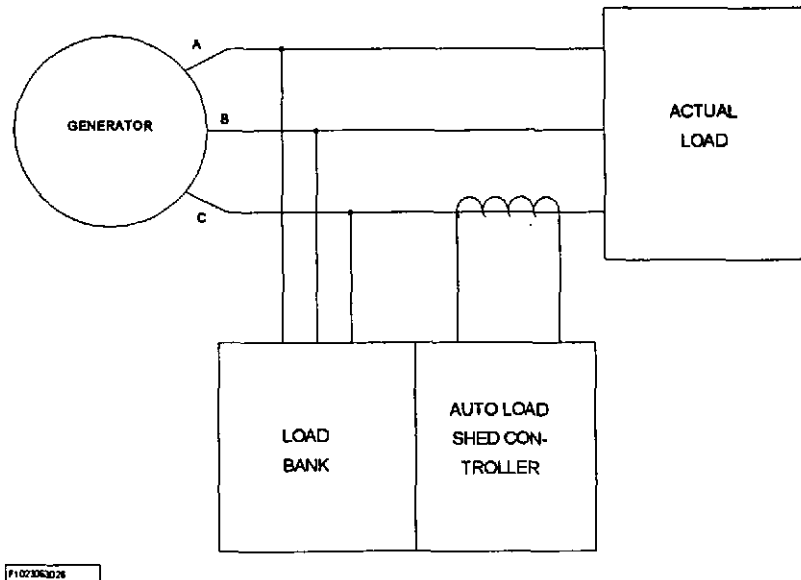 A
GENERATOR
B
C
ACTUAL
LOAD
LOAD
BANK
AUTO LOAD
SHED CON-
TROLLER